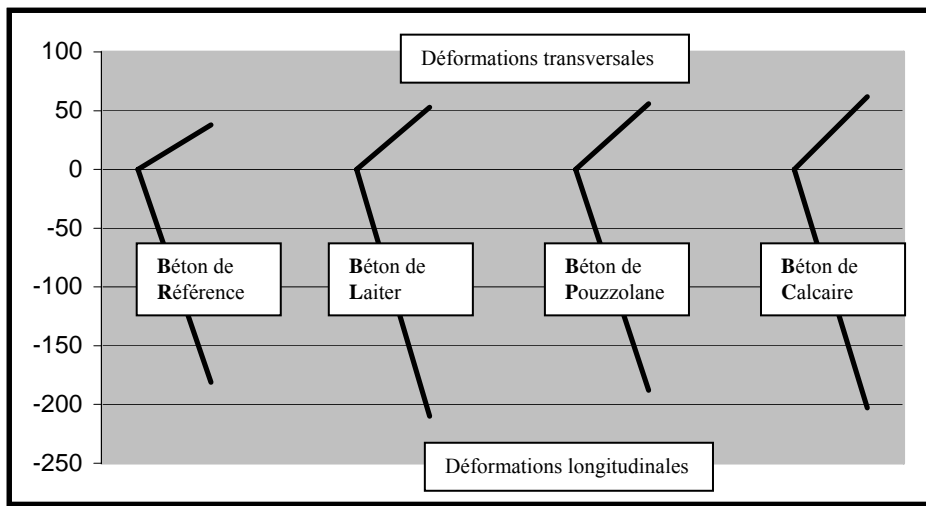 Déformations transversales
100
50
0
-50
-100
-150
-200
-250
Béton de
Référence
Béton de
Laiter
Béton de
Pouzzolane
Béton de
Calcaire
Déformations longitudinales